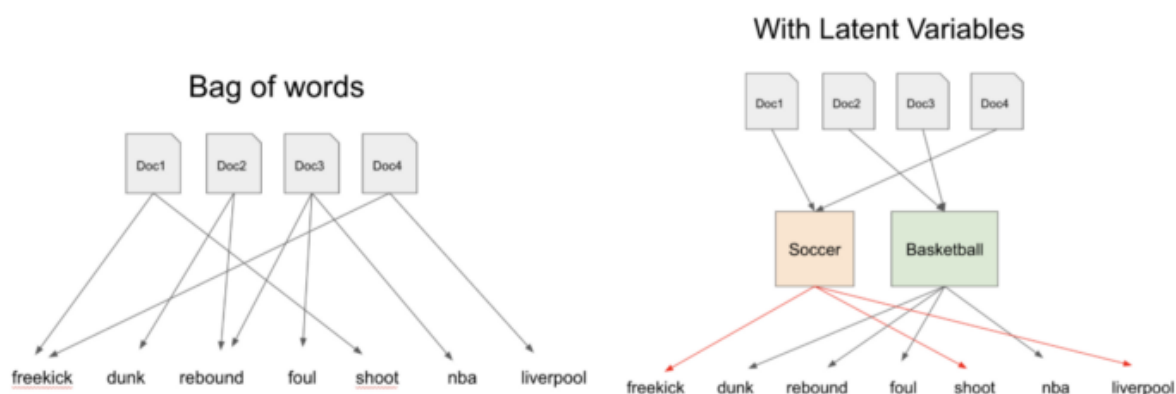 Bag of words
Doc1 Doc2 Doc3 Doc4
freekick dunk rebound foul shoot nba liverpool
With Latent Variables
Doc1 Doc2 Doc3 Doc4
Soccer Basketball
freekick dunk rebound foul shoot nba liverpool